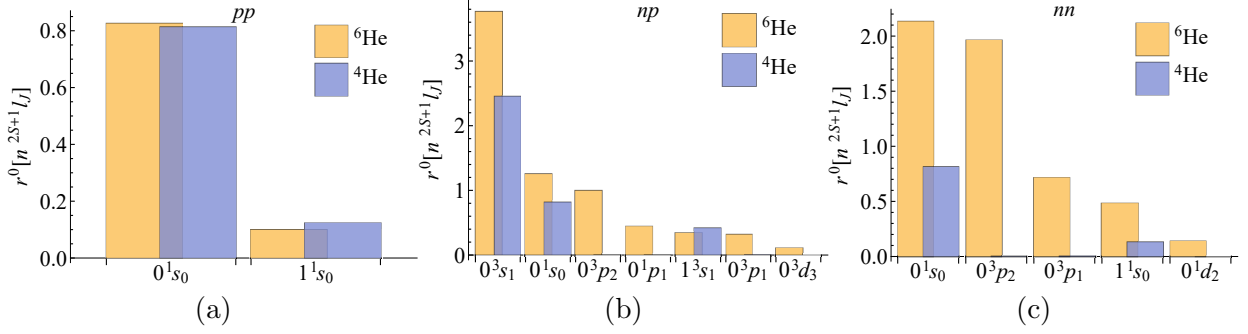 pp
r⁰[n ²ˢ⁺¹l_J]
0.8
0.6
0.4
0.2
0.0
⁶He
⁴He
0¹s₀
1¹s₀
(a)
np
r⁰[n ²ˢ⁺¹l_J]
3
2
1
0
⁶He
⁴He
0³s₁
0¹s₀
0³p₂
0¹p₁
1³s₁
0³p₁
0³d₃
(b)
nn
r⁰[n ²ˢ⁺¹l_J]
2.0
1.5
1.0
0.5
0.0
⁶He
⁴He
0¹s₀
0³p₂
0³p₁
1¹s₀
0¹d₂
(c)